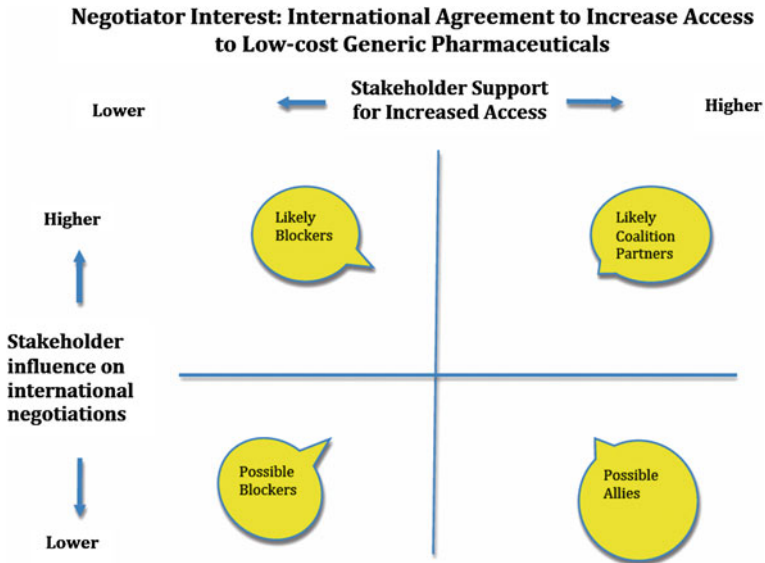 Negotiator Interest: International Agreement to Increase Access
to Low-cost Generic Pharmaceuticals
Stakeholder Support
for Increased Access
Lower
Higher
Higher
Likely
Blockers
Likely
Coalition
Partners
Stakeholder
influence on
international
negotiations
Possible
Blockers
Possible
Allies
Lower